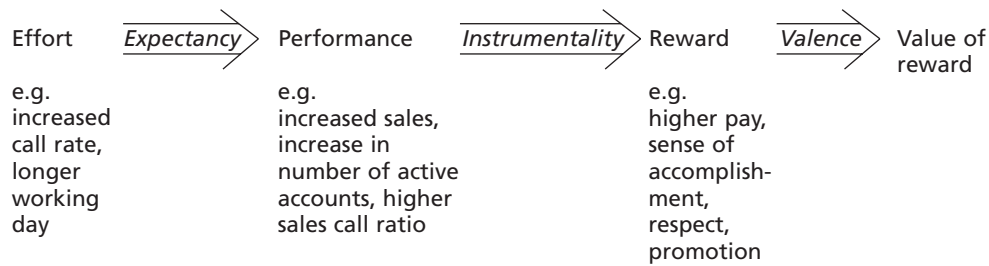 Effort Expectancy Performance Instrumentality Reward Valence Value of
reward
e.g.
increased
call rate,
longer
working
day
e.g.
increased sales,
increase in
number of active
accounts, higher
sales call ratio
e.g.
higher pay,
sense of
accomplish-
ment,
respect,
promotion